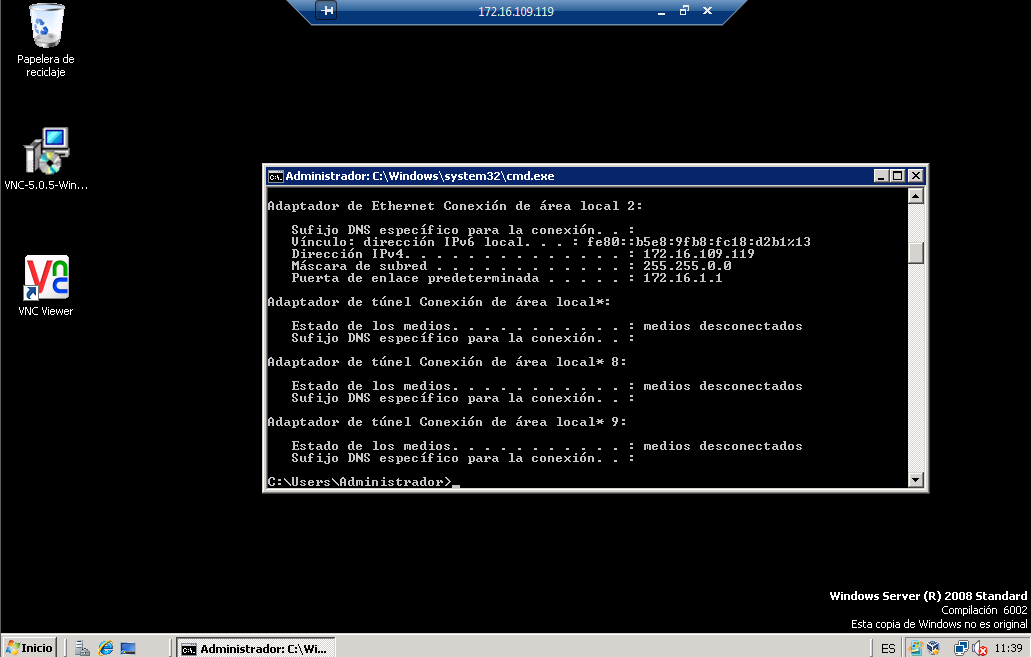 172.16.109.119
Papelera de
reciclaje
VNC-5.0.5-Win...
VNC Viewer
Administrador: C:\Windows\system32\cmd.exe
Adaptador de Ethernet Conexión de área local 2:
Sufijo DNS específico para la conexión. . :
Vínculo: dirección IPv6 local. . . : fe80::b5e8:9fb8:fc18:d2b1%13
Dirección IPv4. . . . . . . . . . . . . . : 172.16.109.119
Máscara de subred . . . . . . . . . . . . : 255.255.0.0
Puerta de enlace predeterminada . . . . . : 172.16.1.1
Adaptador de túnel Conexión de área local*:
Estado de los medios. . . . . . . . . . . : medios desconectados
Sufijo DNS específico para la conexión. . :
Adaptador de túnel Conexión de área local* 8:
Estado de los medios. . . . . . . . . . . : medios desconectados
Sufijo DNS específico para la conexión. . :
Adaptador de túnel Conexión de área local* 9:
Estado de los medios. . . . . . . . . . . : medios desconectados
Sufijo DNS específico para la conexión. . :
C:\Users\Administrador>_
Windows Server (R) 2008 Standard
Compilación 6002
Esta copia de Windows no es original
Inicio
Administrador: C:\Wi...
ES
11:39